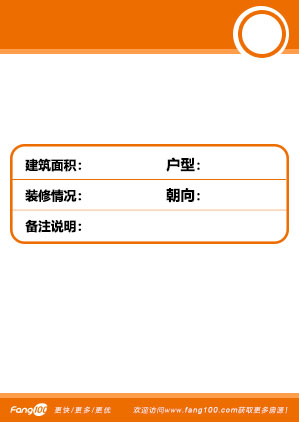 建筑面积： 户型：
装修情况： 朝向：
备注说明：
Fang100 更快/更多/更优 欢迎访问www.fang100.com获取更多房源！